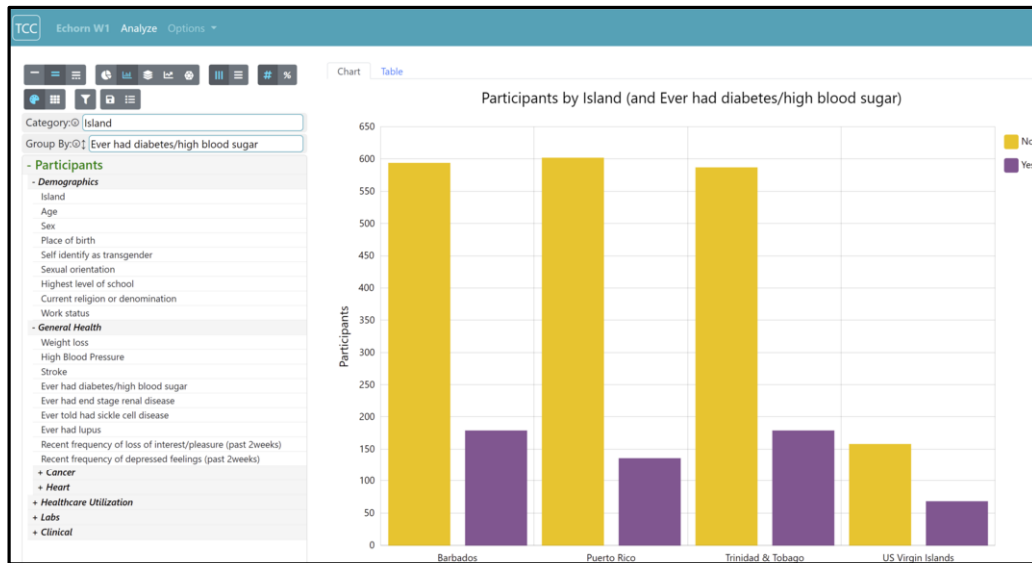 TCC Echorn W1 Analyze Options
# %
Category: Island
Group By: Ever had diabetes/high blood sugar
- Participants
- Demographics
Island
Age
Sex
Place of birth
Self identify as transgender
Sexual orientation
Highest level of school
Current religion or denomination
Work status
- General Health
Weight loss
High Blood Pressure
Stroke
Ever had diabetes/high blood sugar
Ever had end stage renal disease
Ever told had sickle cell disease
Ever had lupus
Recent frequency of loss of interest/pleasure (past 2weeks)
Recent frequency of depressed feelings (past 2weeks)
+ Cancer
+ Heart
+ Healthcare Utilization
+ Labs
+ Clinical
Chart Table
Participants by Island (and Ever had diabetes/high blood sugar)
Participants
650
600
550
500
450
400
350
300
250
200
150
100
50
0
Barbados Puerto Rico Trinidad & Tobago US Virgin Islands
No
Yes